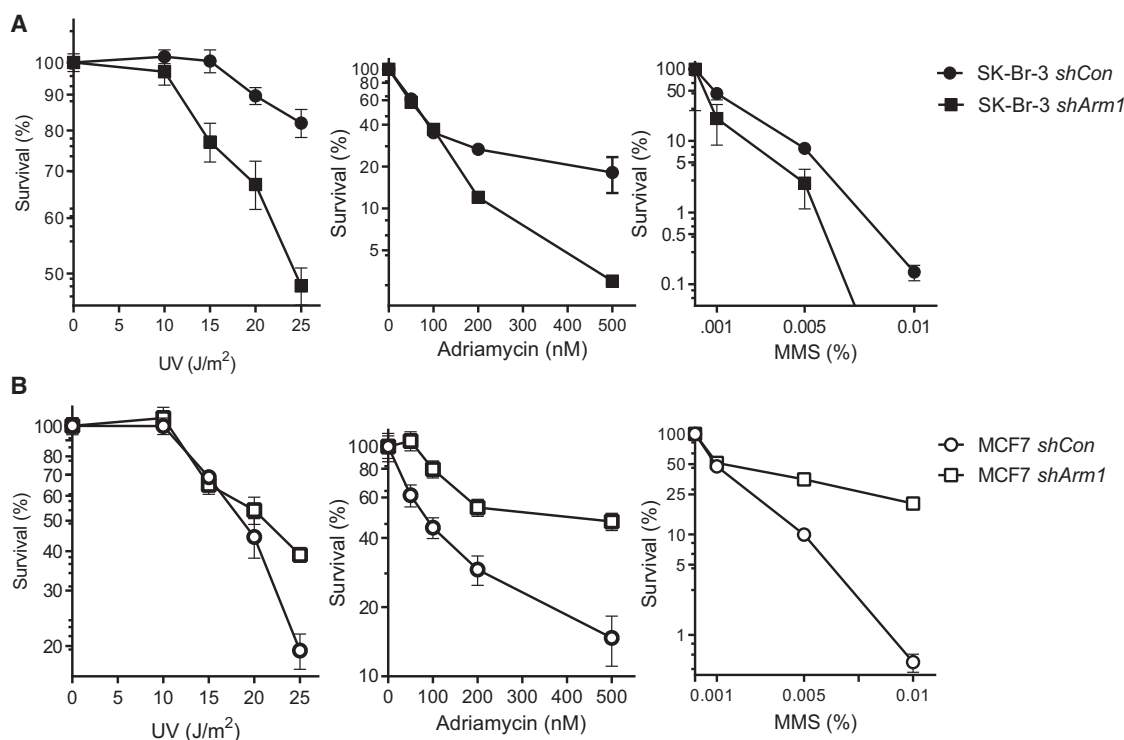 A
Survival (%)
100
90
80
70
60
50
0 5 10 15 20 25
UV (J/m2)
Survival (%)
100
80
60
40
20
10
5
0 100 200 300 400 500
Adriamycin (nM)
Survival (%)
100
50
10
5
1
0.5
0.1
.001 0.005 0.01
MMS (%)
SK-Br-3 shCon
SK-Br-3 shArm1
B
Survival (%)
100
80
70
60
50
40
30
20
0 5 10 15 20 25
UV (J/m2)
Survival (%)
100
80
60
40
20
10
0 100 200 300 400 500
Adriamycin (nM)
Survival (%)
100
50
25
10
5
1
0.001 0.005 0.01
MMS (%)
MCF7 shCon
MCF7 shArm1